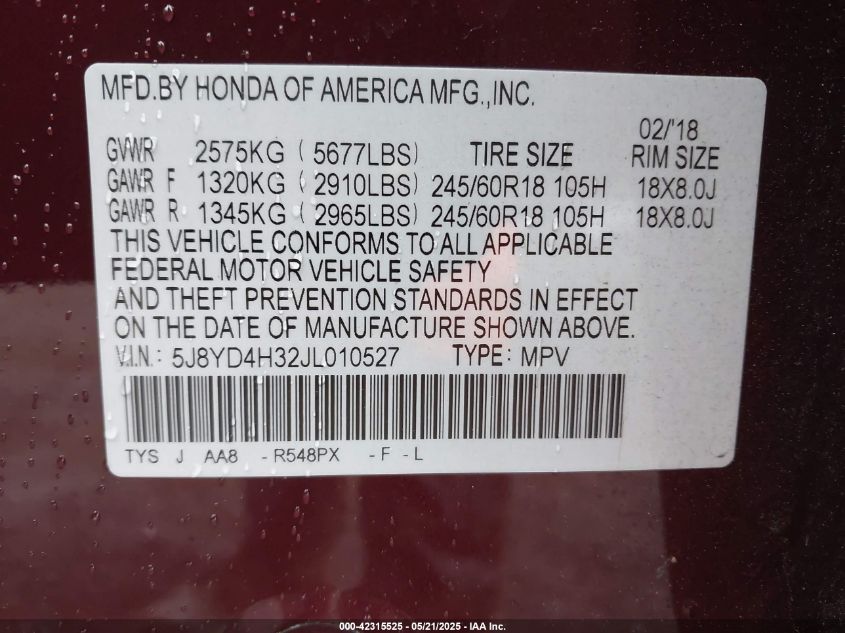 MFD.BY HONDA OF AMERICA MFG.,INC.
02/'18
GVWR 2575KG ( 5677LBS) TIRE SIZE RIM SIZE
GAWR F 1320KG ( 2910LBS) 245/60R18 105H 18X8.0J
GAWR R 1345KG ( 2965LBS) 245/60R18 105H 18X8.0J
THIS VEHICLE CONFORMS TO ALL APPLICABLE
FEDERAL MOTOR VEHICLE SAFETY
AND THEFT PREVENTION STANDARDS IN EFFECT
ON THE DATE OF MANUFACTURE SHOWN ABOVE.
V.I.N.: 5J8YD4H32JL010527 TYPE: MPV
TYS J AA8 - R548PX - F - L
000-42315525 - 05/21/2025 - IAA Inc.